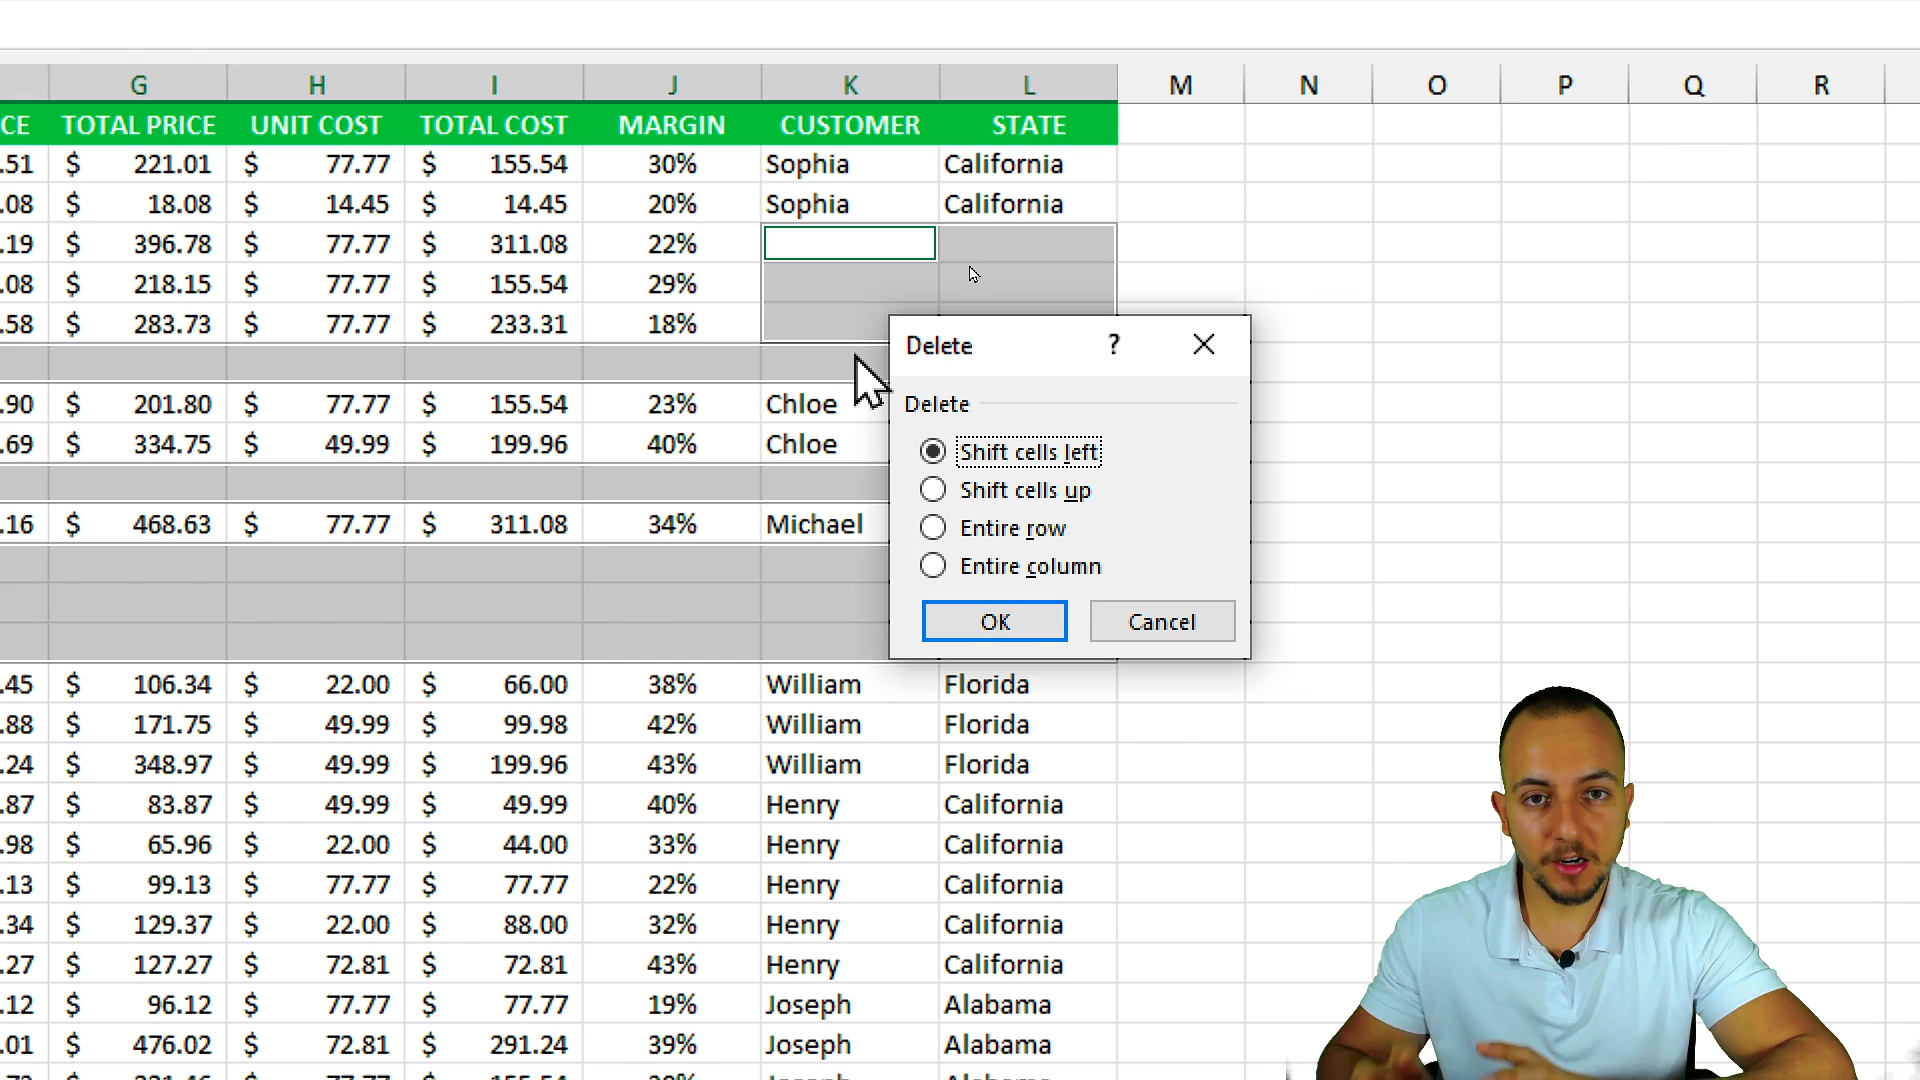 G H I J K L M N O P Q R
CE TOTAL PRICE UNIT COST TOTAL COST MARGIN CUSTOMER STATE
.51 $ 221.01 $ 77.77 $ 155.54 30% Sophia California
.08 $ 18.08 $ 14.45 $ 14.45 20% Sophia California
.19 $ 396.78 $ 77.77 $ 311.08 22%
.08 $ 218.15 $ 77.77 $ 155.54 29%
.58 $ 283.73 $ 77.77 $ 233.31 18%
.90 $ 201.80 $ 77.77 $ 155.54 23% Chloe
.69 $ 334.75 $ 49.99 $ 199.96 40% Chloe
.16 $ 468.63 $ 77.77 $ 311.08 34% Michael
Delete ?
Delete
Shift cells left
Shift cells up
Entire row
Entire column
OK Cancel
.45 $ 106.34 $ 22.00 $ 66.00 38% William Florida
.88 $ 171.75 $ 49.99 $ 99.98 42% William Florida
.24 $ 348.97 $ 49.99 $ 199.96 43% William Florida
.87 $ 83.87 $ 49.99 $ 49.99 40% Henry California
.98 $ 65.96 $ 22.00 $ 44.00 33% Henry California
.13 $ 99.13 $ 77.77 $ 77.77 22% Henry California
.34 $ 129.37 $ 22.00 $ 88.00 32% Henry California
.27 $ 127.27 $ 72.81 $ 72.81 43% Henry California
.12 $ 96.12 $ 77.77 $ 77.77 19% Joseph Alabama
.01 $ 476.02 $ 72.81 $ 291.24 39% Joseph Alabama